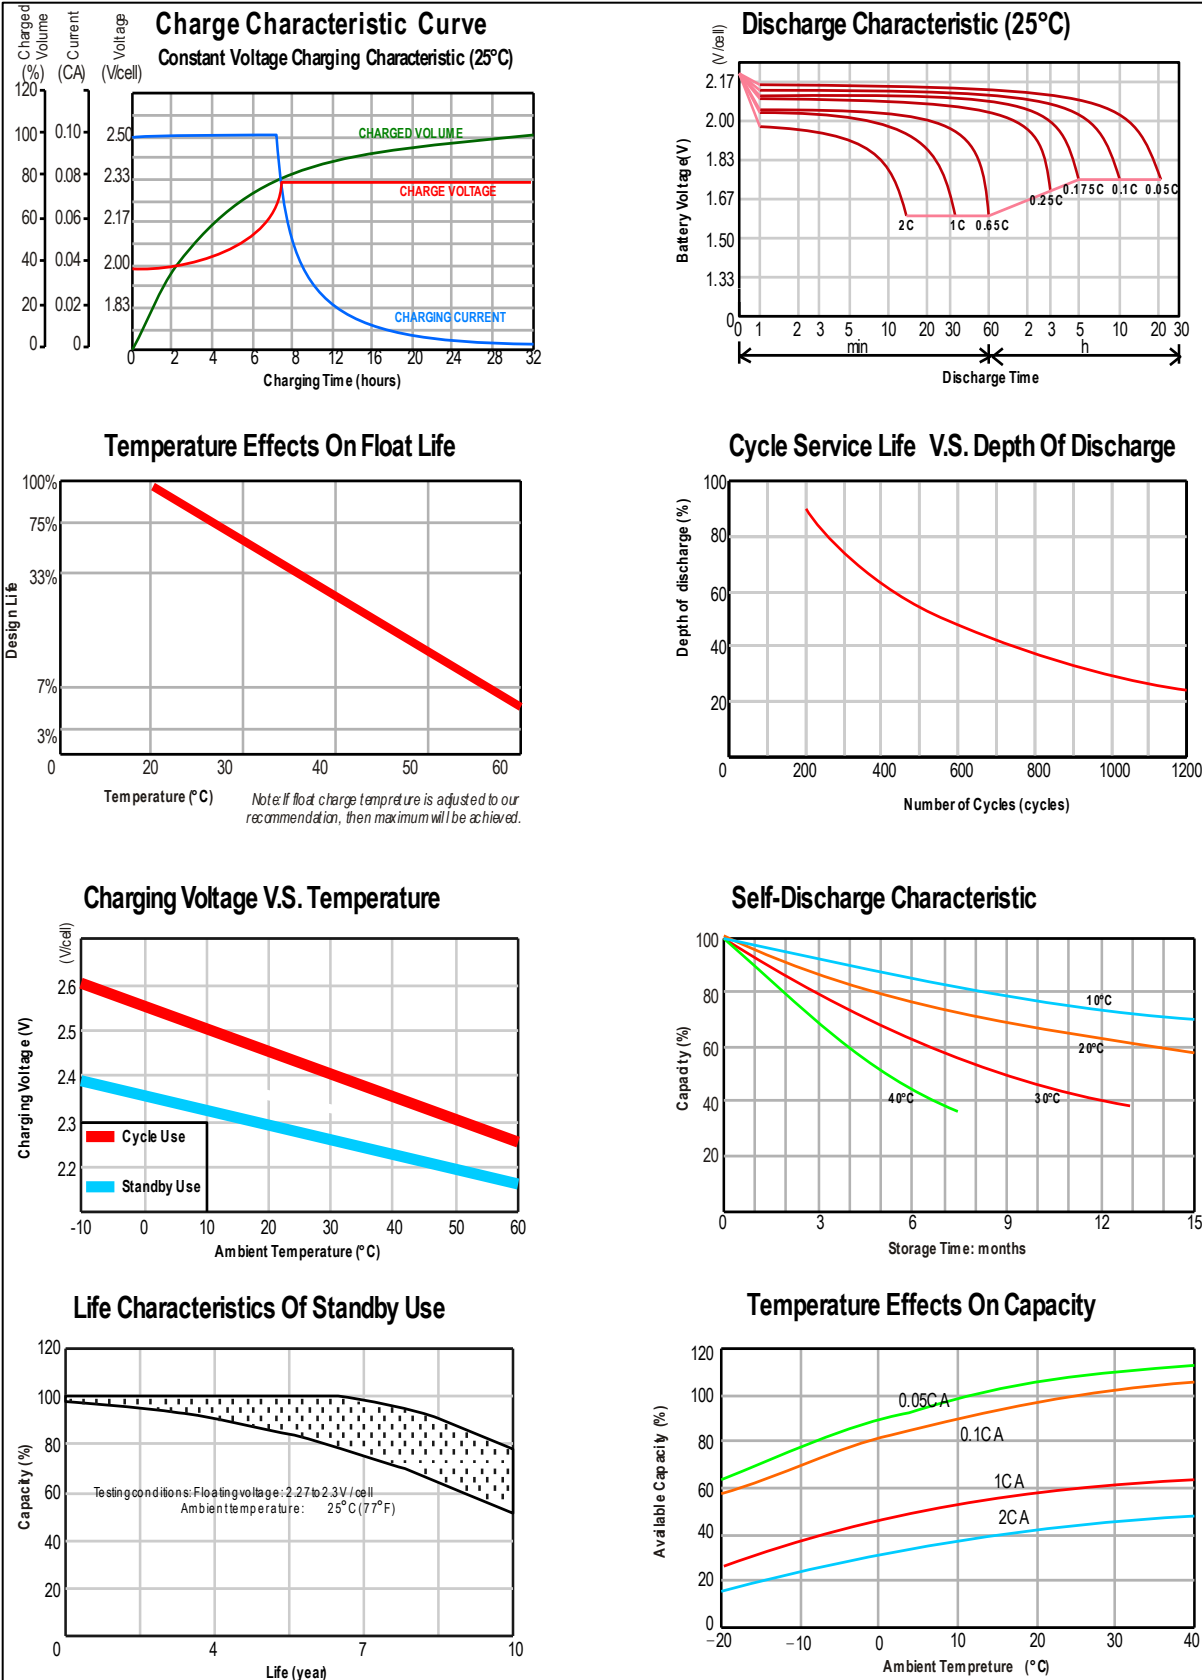 Charge Characteristic Curve
Constant Voltage Charging Characteristic (25°C)
Charged Volume
(%)
Current
(CA)
Voltage
(V/cell)
120
100
80
60
40
20
0
0.10
0.08
0.06
0.04
0.02
0
2.50
2.33
2.17
2.00
1.83
CHARGED VOLUME
CHARGE VOLTAGE
CHARGING CURRENT
0 2 4 6 8 12 16 20 24 28 32
Charging Time (hours)
Discharge Characteristic (25°C)
(V/cell)
Battery Voltage(V)
2.17
2.00
1.83
1.67
1.50
1.33
0
2C 1C 0.65C 0.25C 0.175C 0.1C 0.05C
0 1 2 3 5 10 20 30 60 2 3 5 10 20 30
min h
Discharge Time
Temperature Effects On Float Life
Design Life
100%
75%
33%
7%
3%
0 20 30 40 50 60
Temperature (°C)
Note:If float charge tempreture is adjusted to our
recommendation, then maximum will be achieved.
Cycle Service Life V.S. Depth Of Discharge
Depth of discharge (%)
100
80
60
40
20
0 200 400 600 800 1000 1200
Number of Cycles (cycles)
Charging Voltage V.S. Temperature
(V/cell)
Charging Voltage (V)
2.6
2.5
2.4
2.3
2.2
Cycle Use
Standby Use
-10 0 10 20 30 40 50 60
Ambient Temperature (°C)
Self-Discharge Characteristic
Capacity (%)
100
80
60
40
20
10°C
20°C
30°C
40°C
0 3 6 9 12 15
Storage Time: months
Life Characteristics Of Standby Use
Capacity (%)
120
100
80
60
40
20
Testing conditions: Floating voltage: 2.27 to 2.3V / cell
Ambient temperature: 25°C (77°F)
0 4 7 10
Life (year)
Temperature Effects On Capacity
Available Capacity (%)
120
100
80
60
40
20
0
0.05CA
0.1CA
1CA
2CA
−20 −10 0 10 20 30 40
Ambient Tempreture (°C)